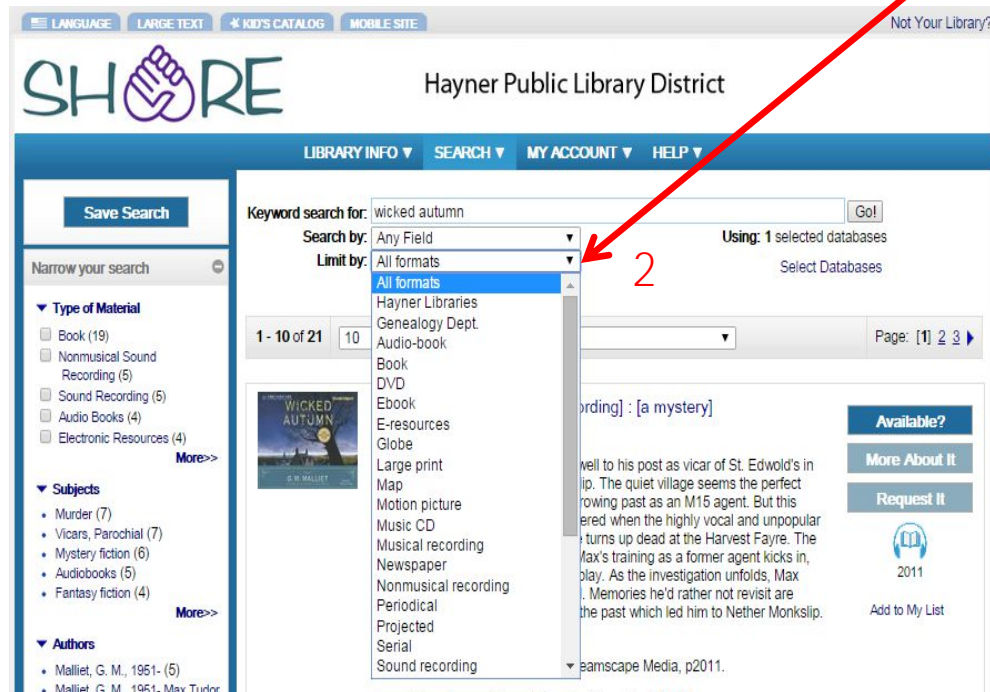 LANGUAGE LARGE TEXT KID'S CATALOG MOBILE SITE Not Your Library?
SHARE Hayner Public Library District
LIBRARY INFO ▼ SEARCH ▼ MY ACCOUNT ▼ HELP ▼
Save Search
Narrow your search
▼ Type of Material
Book (19)
Nonmusical Sound
Recording (5)
Sound Recording (5)
Audio Books (4)
Electronic Resources (4)
More>>
▼ Subjects
• Murder (7)
• Vicars, Parochial (7)
• Mystery fiction (6)
• Audiobooks (5)
• Fantasy fiction (4)
More>>
▼ Authors
• Malliet, G. M., 1951- (5)
• Malliet, G. M., 1951- Max Tudor
Keyword search for: wicked autumn Go!
Search by: Any Field ▼ Using: 1 selected databases
Limit by: All formats ▼ 2 Select Databases
All formats
Hayner Libraries
Genealogy Dept.
Audio-book
Book
DVD
Ebook
E-resources
Globe
Large print
Map
Motion picture
Music CD
Musical recording
Newspaper
Nonmusical recording
Periodical
Projected
Serial
Sound recording
1 - 10 of 21 10 ▼ Page: [1] 2 3
WICKED
AUTUMN
G. M. MALLIET
ording] : [a mystery]
well to his post as vicar of St. Edwold's in
lip. The quiet village seems the perfect
rowing past as an M15 agent. But this
ered when the highly vocal and unpopular
turns up dead at the Harvest Fayre. The
Max's training as a former agent kicks in,
play. As the investigation unfolds, Max
. Memories he'd rather not revisit are
the past which led him to Nether Monkslip.
eamscape Media, p2011.
Available?
More About It
Request It
2011
Add to My List